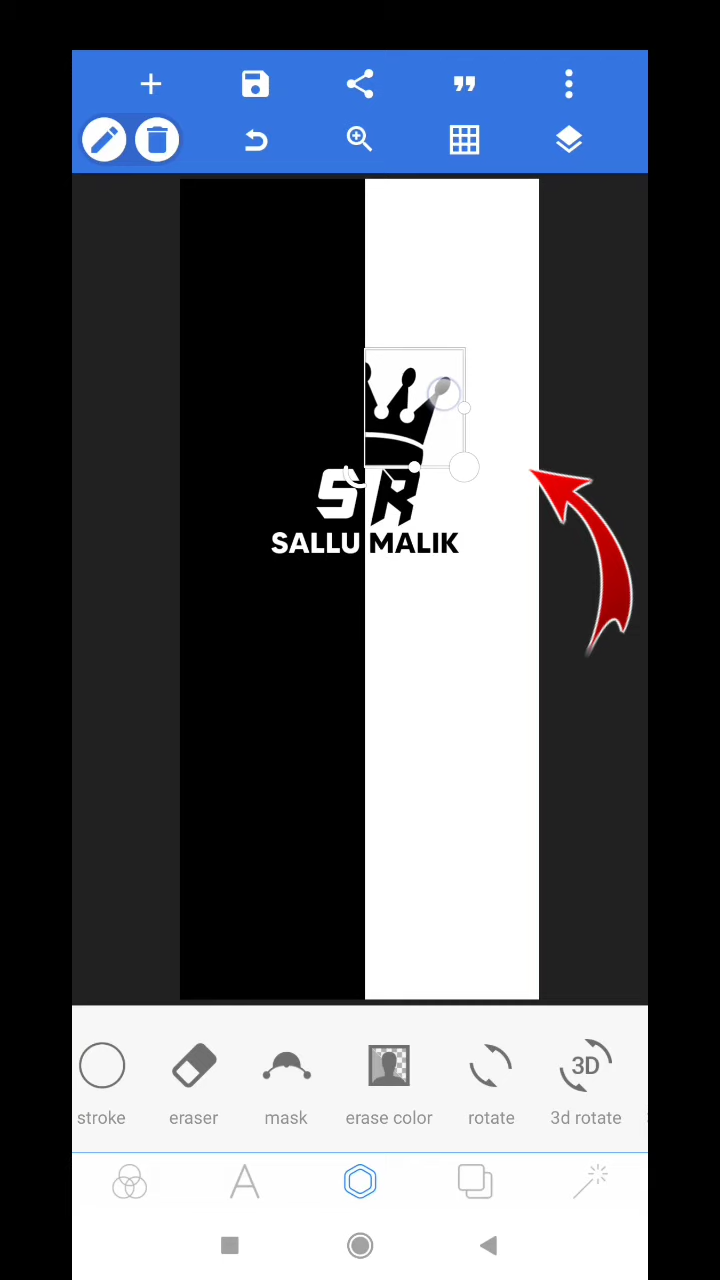 SR
SALLU MALIK
stroke
eraser
mask
erase color
3D
rotate
3d rotate